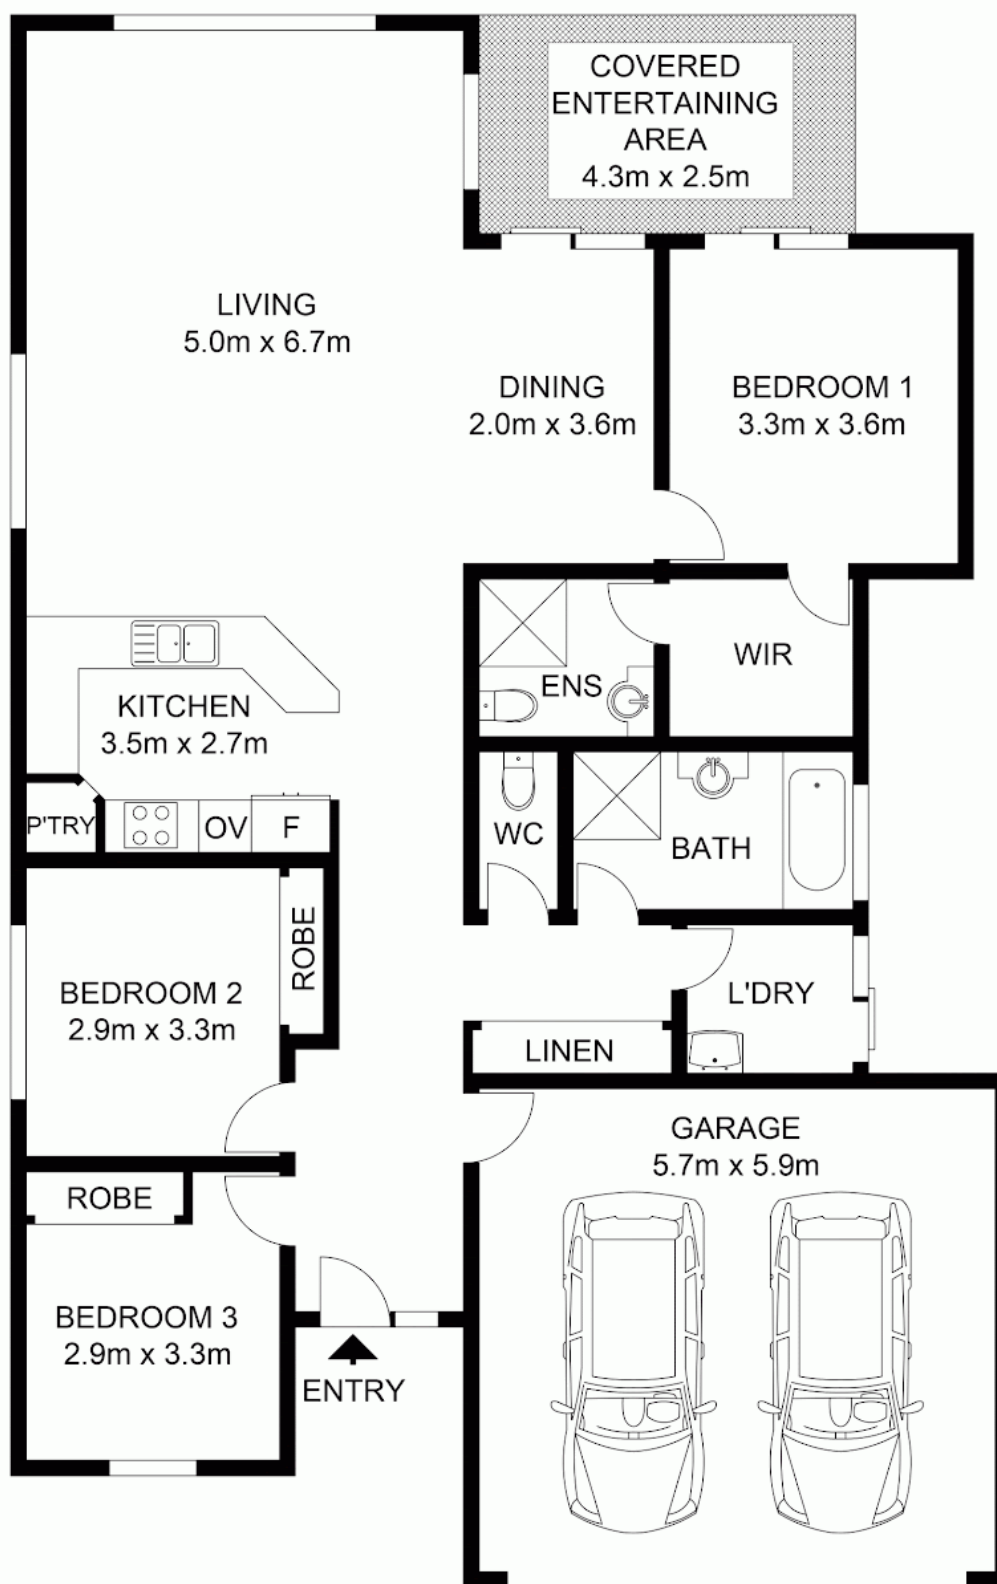 COVERED
ENTERTAINING
AREA
4.3m x 2.5m
LIVING
5.0m x 6.7m
DINING
2.0m x 3.6m
BEDROOM 1
3.3m x 3.6m
WIR
ENS
KITCHEN
3.5m x 2.7m
P'TRY
OV
F
WC
BATH
ROBE
BEDROOM 2
2.9m x 3.3m
L'DRY
LINEN
GARAGE
5.7m x 5.9m
ROBE
BEDROOM 3
2.9m x 3.3m
ENTRY